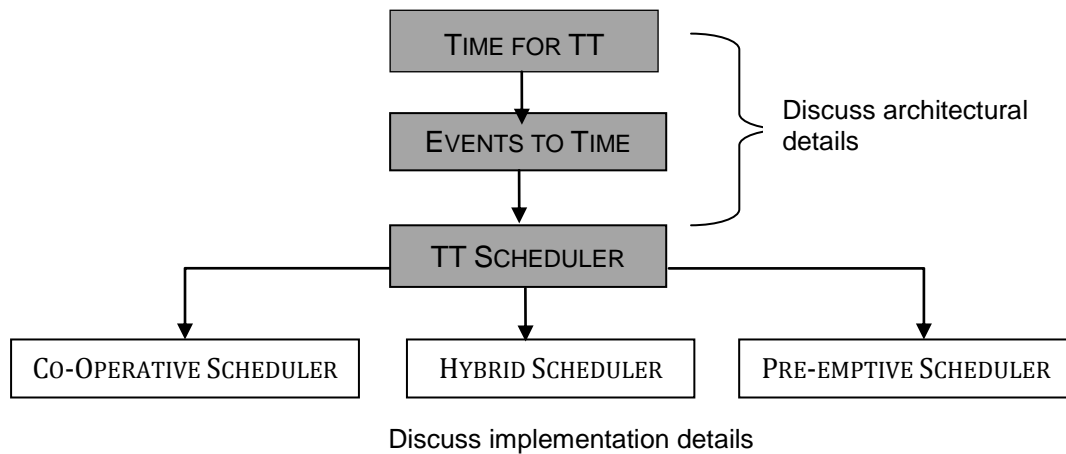 TIME FOR TT
Discuss architectural
details
EVENTS TO TIME
TT SCHEDULER
CO-OPERATIVE SCHEDULER
HYBRID SCHEDULER
PRE-EMPTIVE SCHEDULER
Discuss implementation details